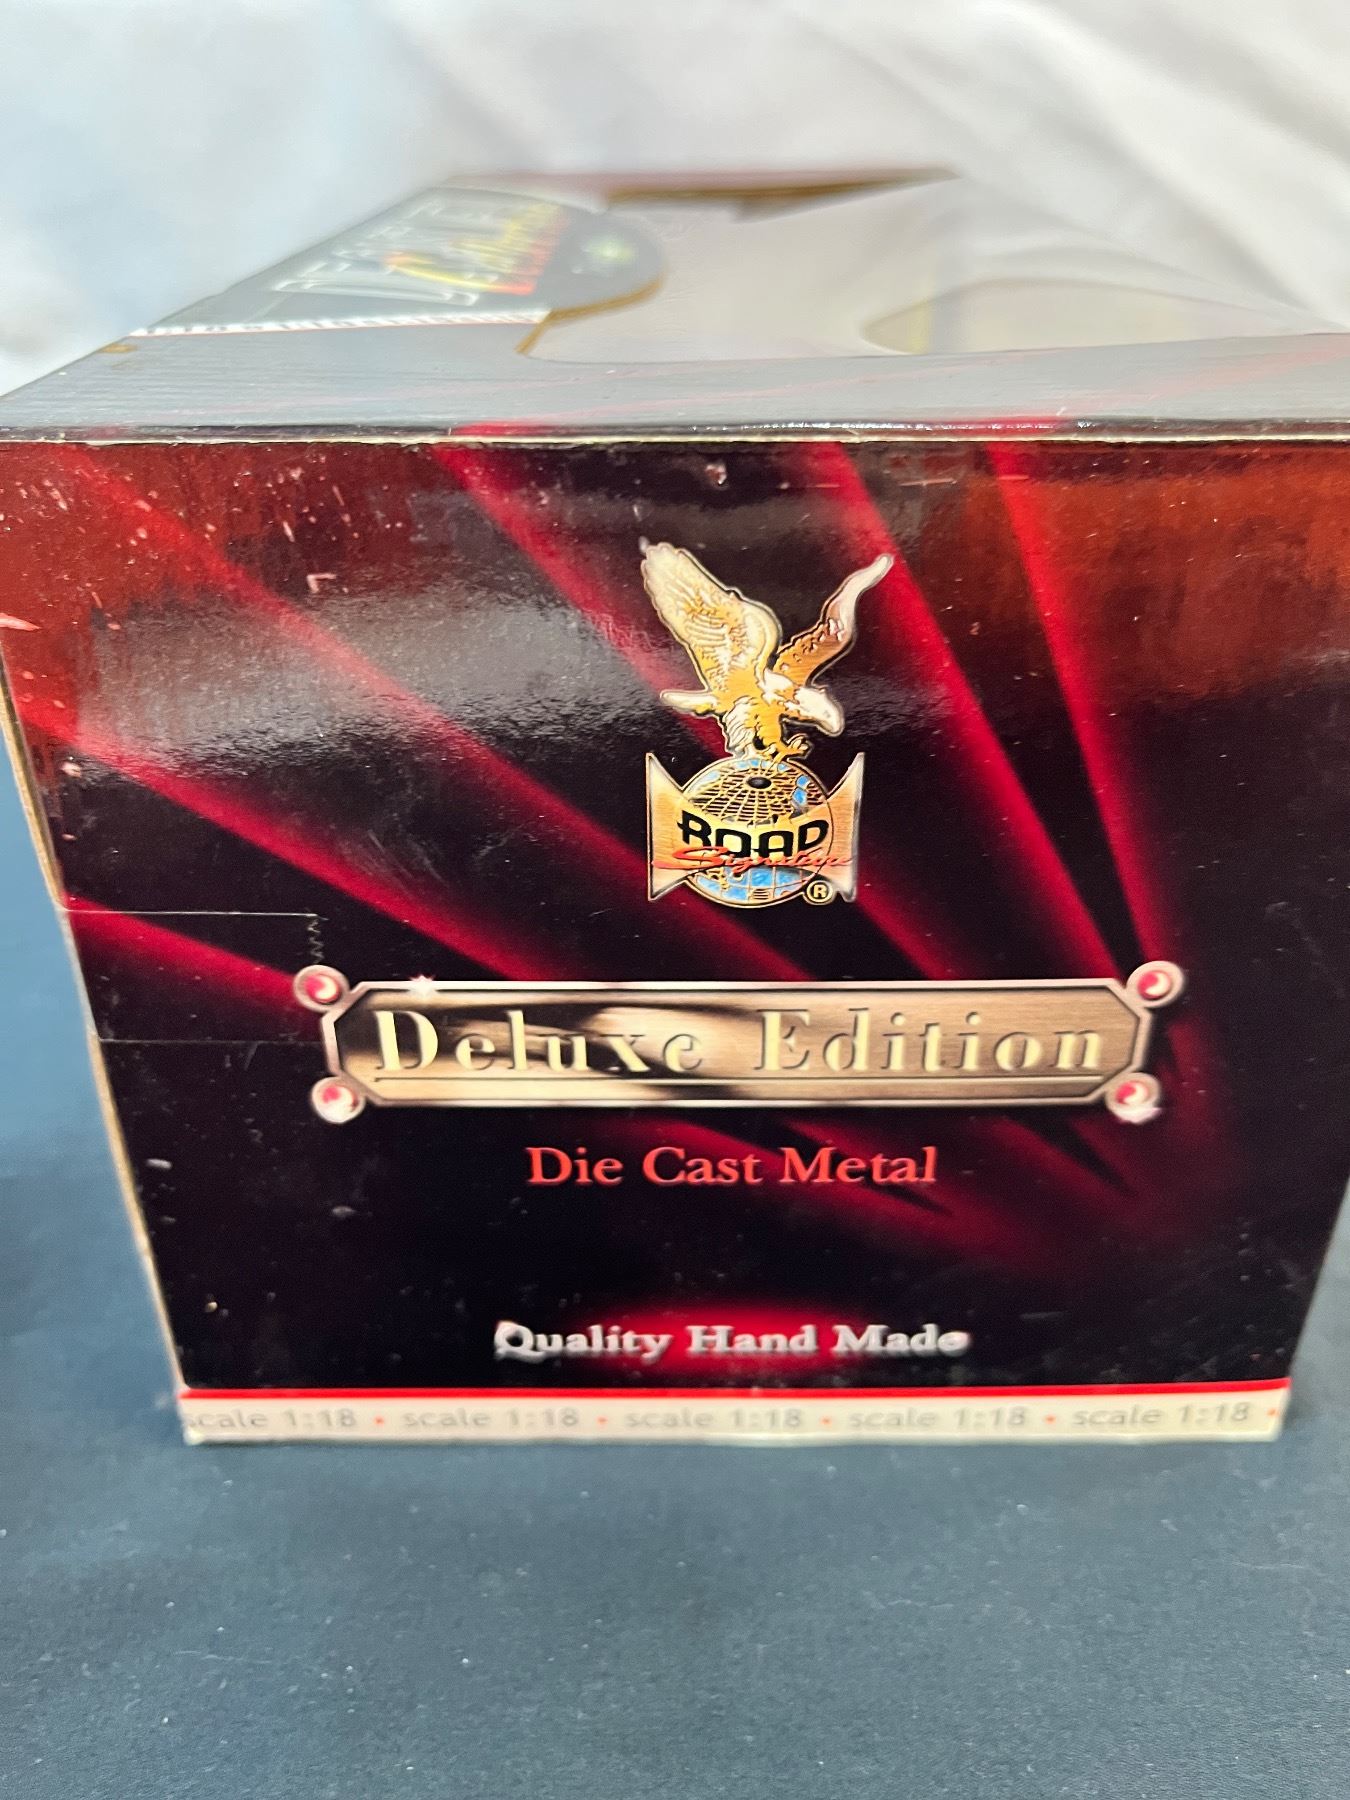 ROAD
Signature
®
Deluxe Edition
Die Cast Metal
Quality Hand Made
scale 1:18 • scale 1:18 • scale 1:18 • scale 1:18 • scale 1:18 •